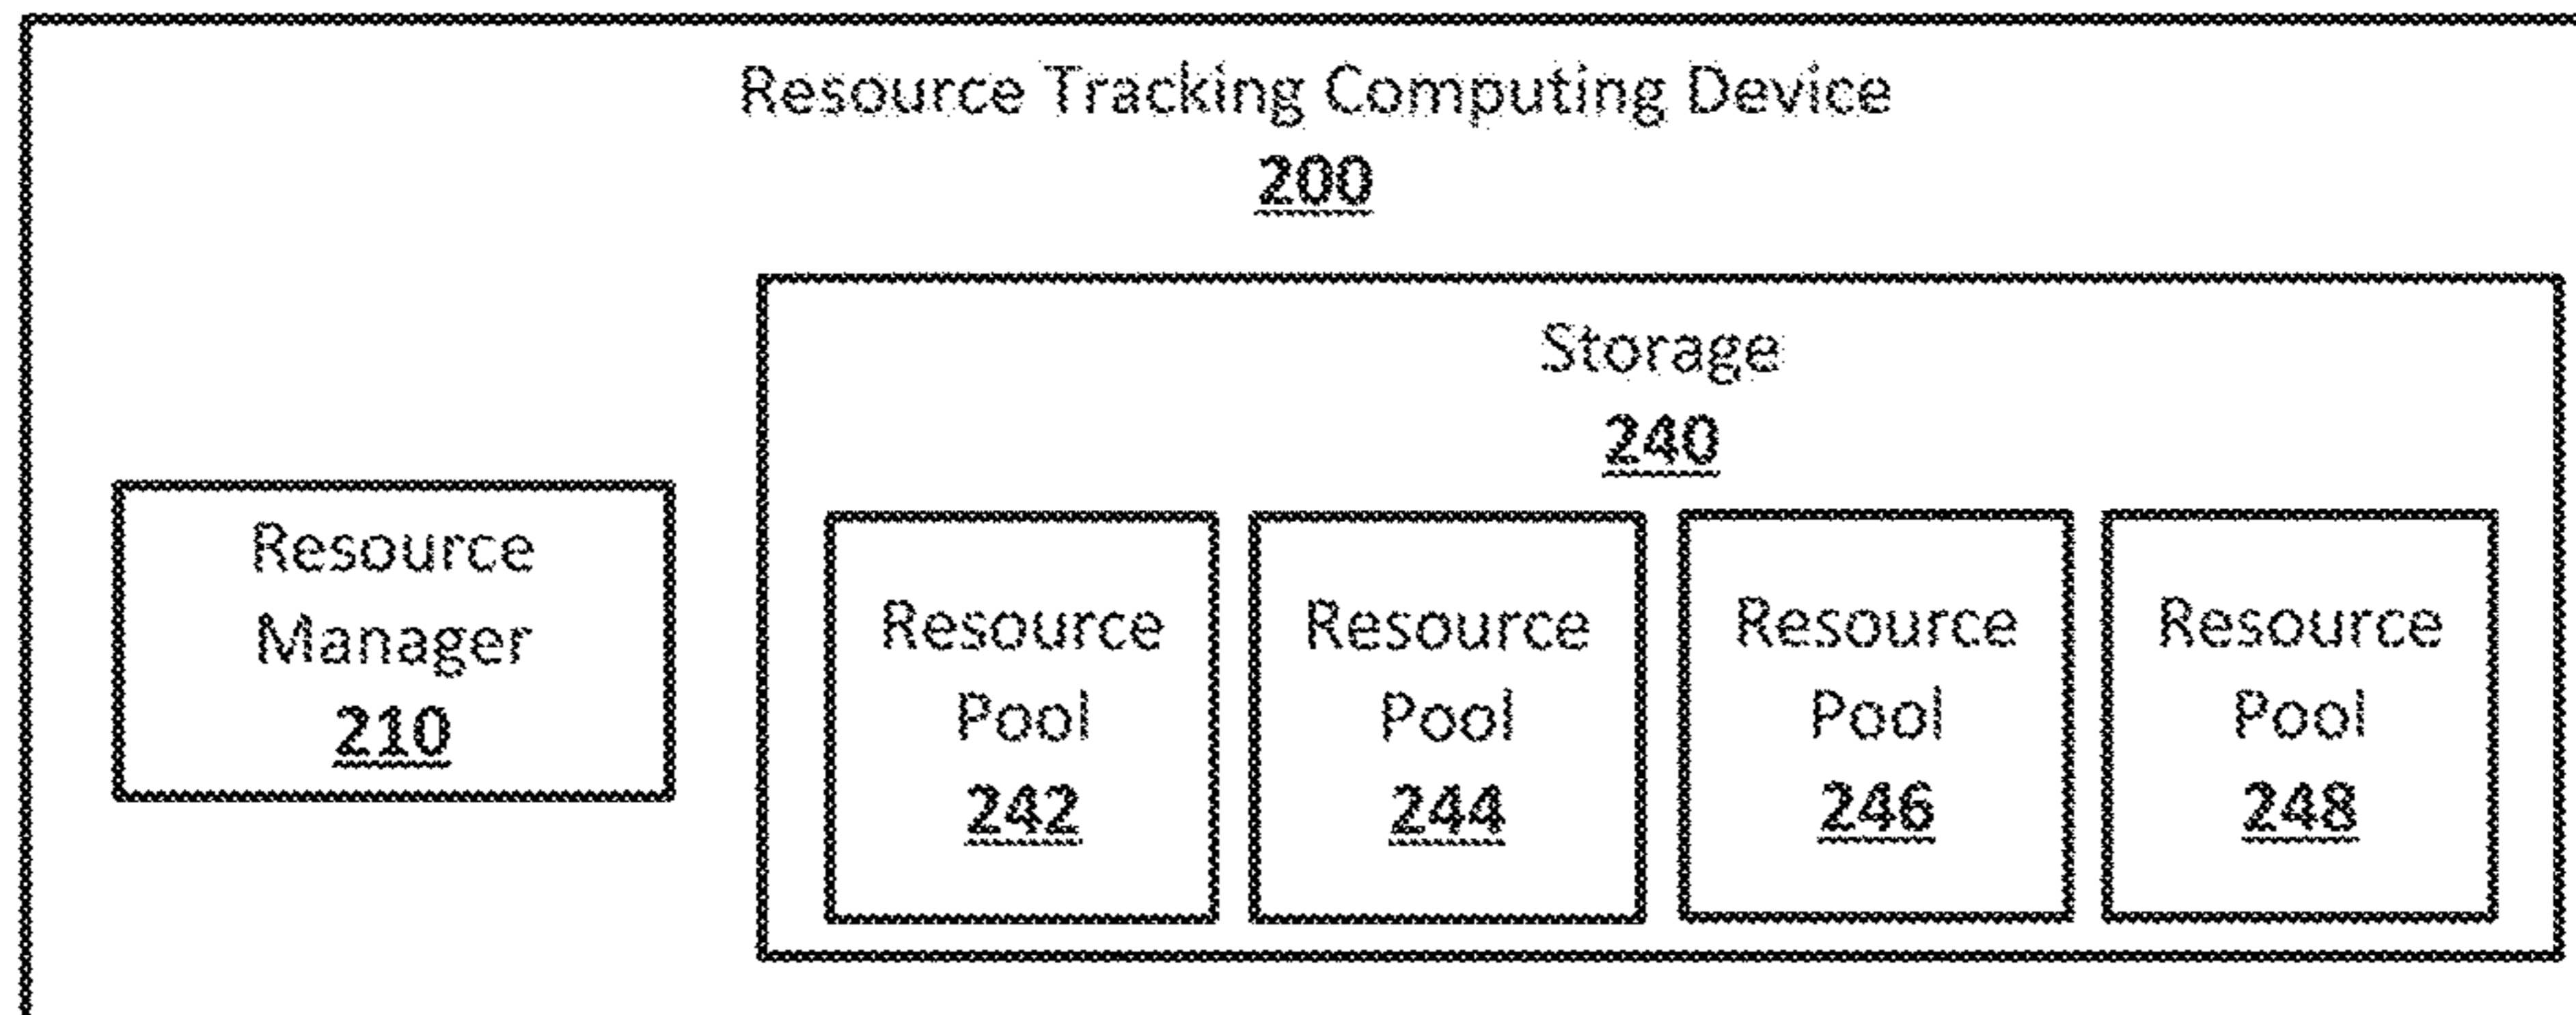 Resource Tracking Computing Device
200
Storage
240
Resource
Manager
210
Resource
Pool
242
Resource
Pool
244
Resource
Pool
246
Resource
Pool
248